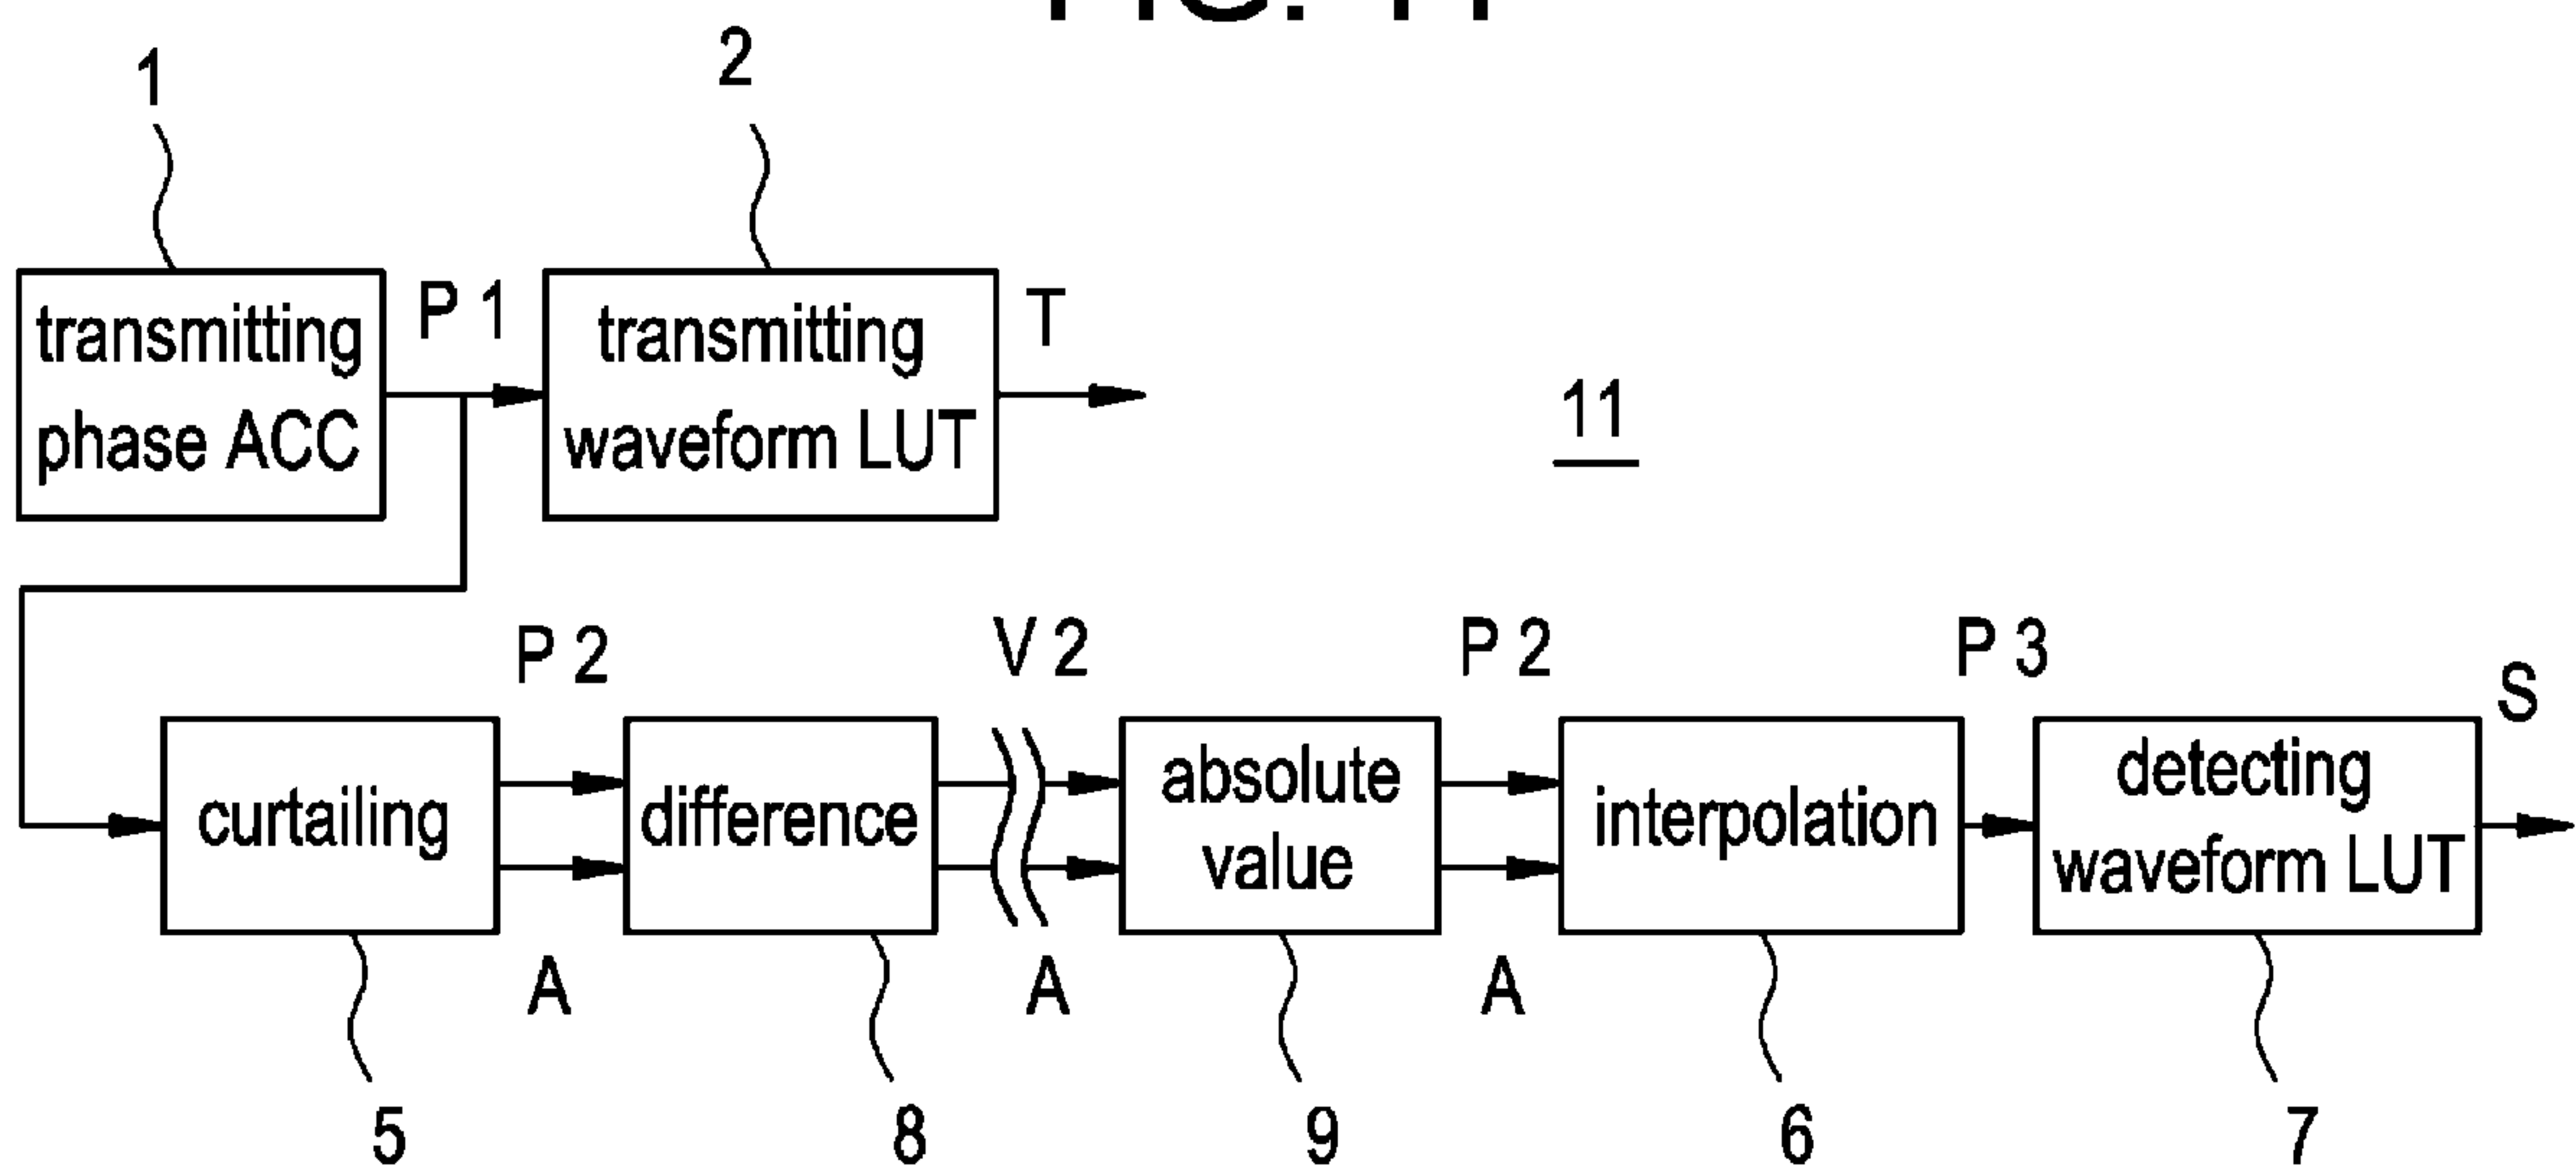 1
2
transmitting
phase ACC
P 1
transmitting
waveform LUT
T
11
P 2
V 2
P 2
P 3
S
curtailing
difference
absolute
value
interpolation
detecting
waveform LUT
A
A
A
5
8
9
6
7